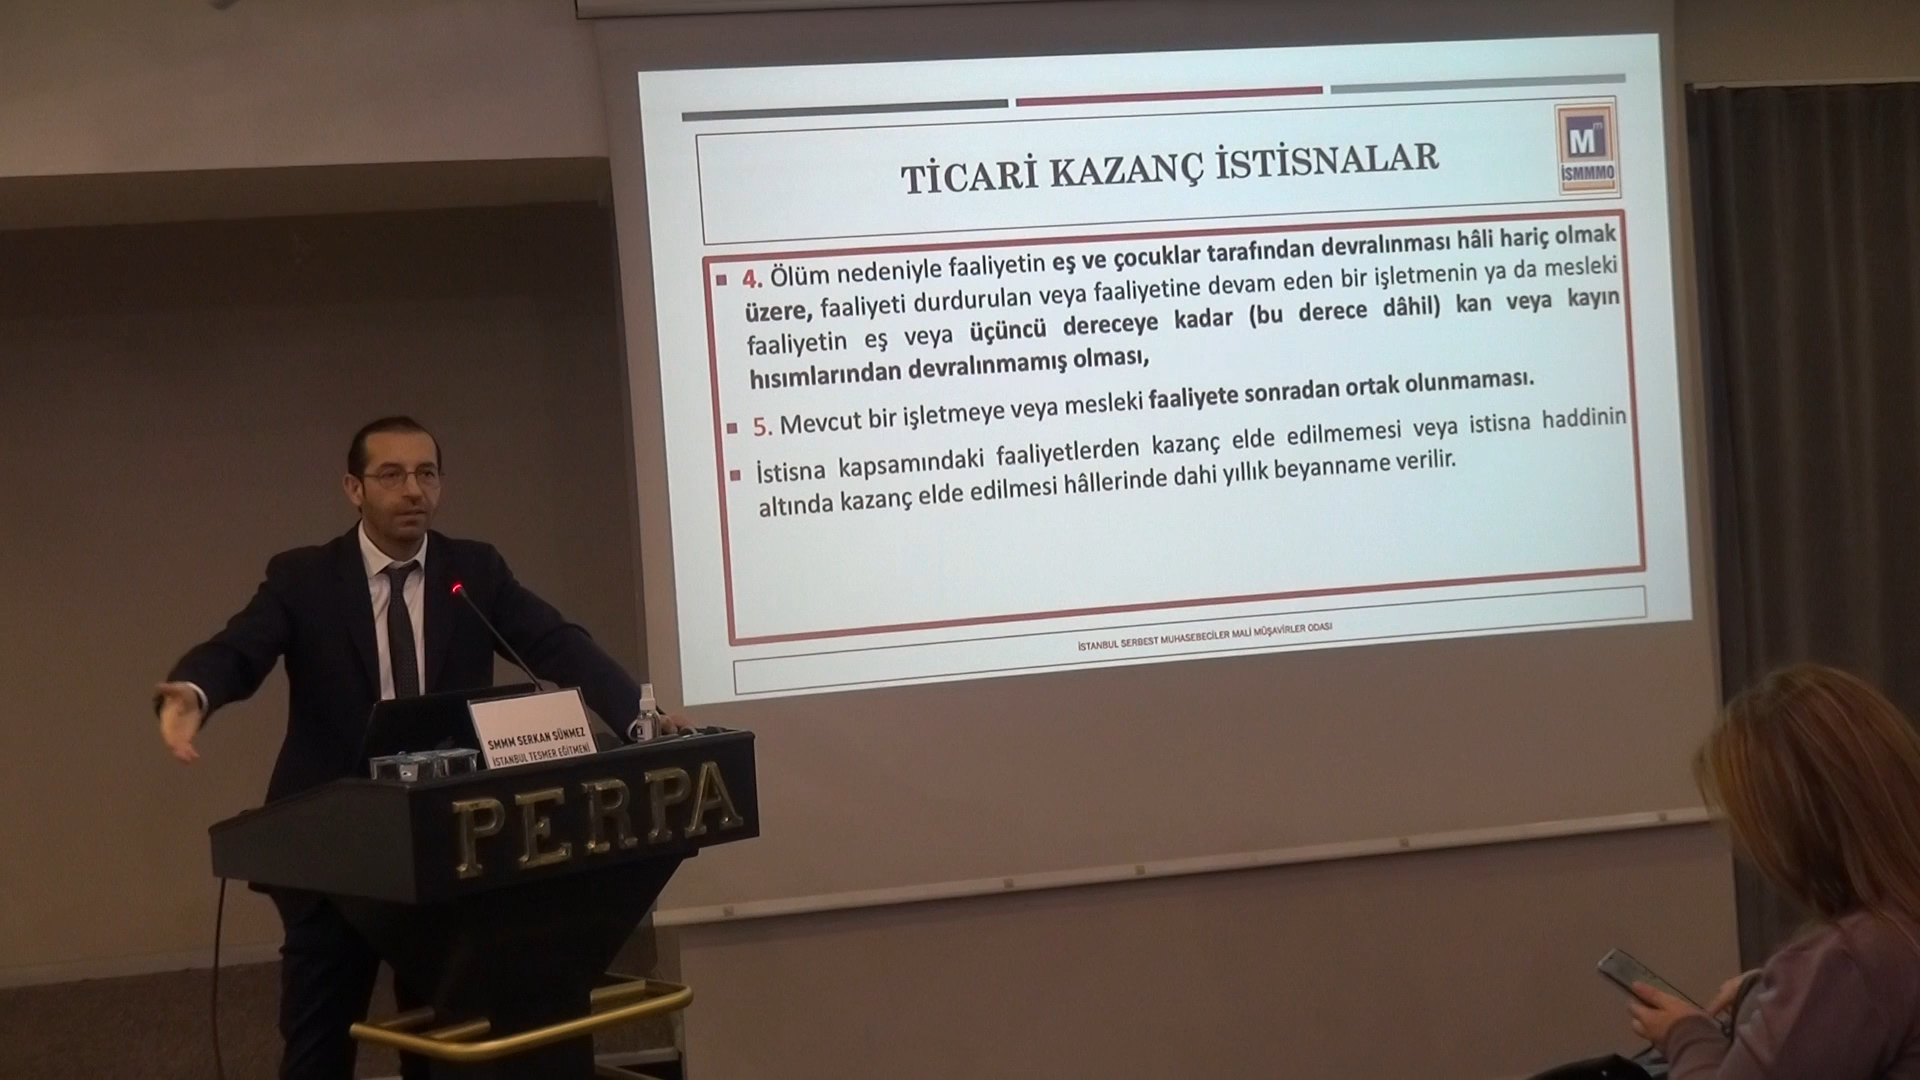 TİCARİ KAZANÇ İSTİSNALAR
M
İSMMMO
4. Ölüm nedeniyle faaliyetin eş ve çocuklar tarafından devralınması hâli hariç olmak
üzere, faaliyeti durdurulan veya faaliyetine devam eden bir işletmenin ya da mesleki
faaliyetin eş veya üçüncü dereceye kadar (bu derece dâhil) kan veya kayın
hısımlarından devralınmamış olması,
5. Mevcut bir işletmeye veya mesleki faaliyete sonradan ortak olunmaması.
İstisna kapsamındaki faaliyetlerden kazanç elde edilmemesi veya istisna haddinin
altında kazanç elde edilmesi hâllerinde dahi yıllık beyanname verilir.
İSTANBUL SERBEST MUHASEBECİLER MALİ MÜŞAVİRLER ODASI
SMMM SERKAN SÜNMEZ
İSTANBUL TESMER EĞİTMENİ
PERPA